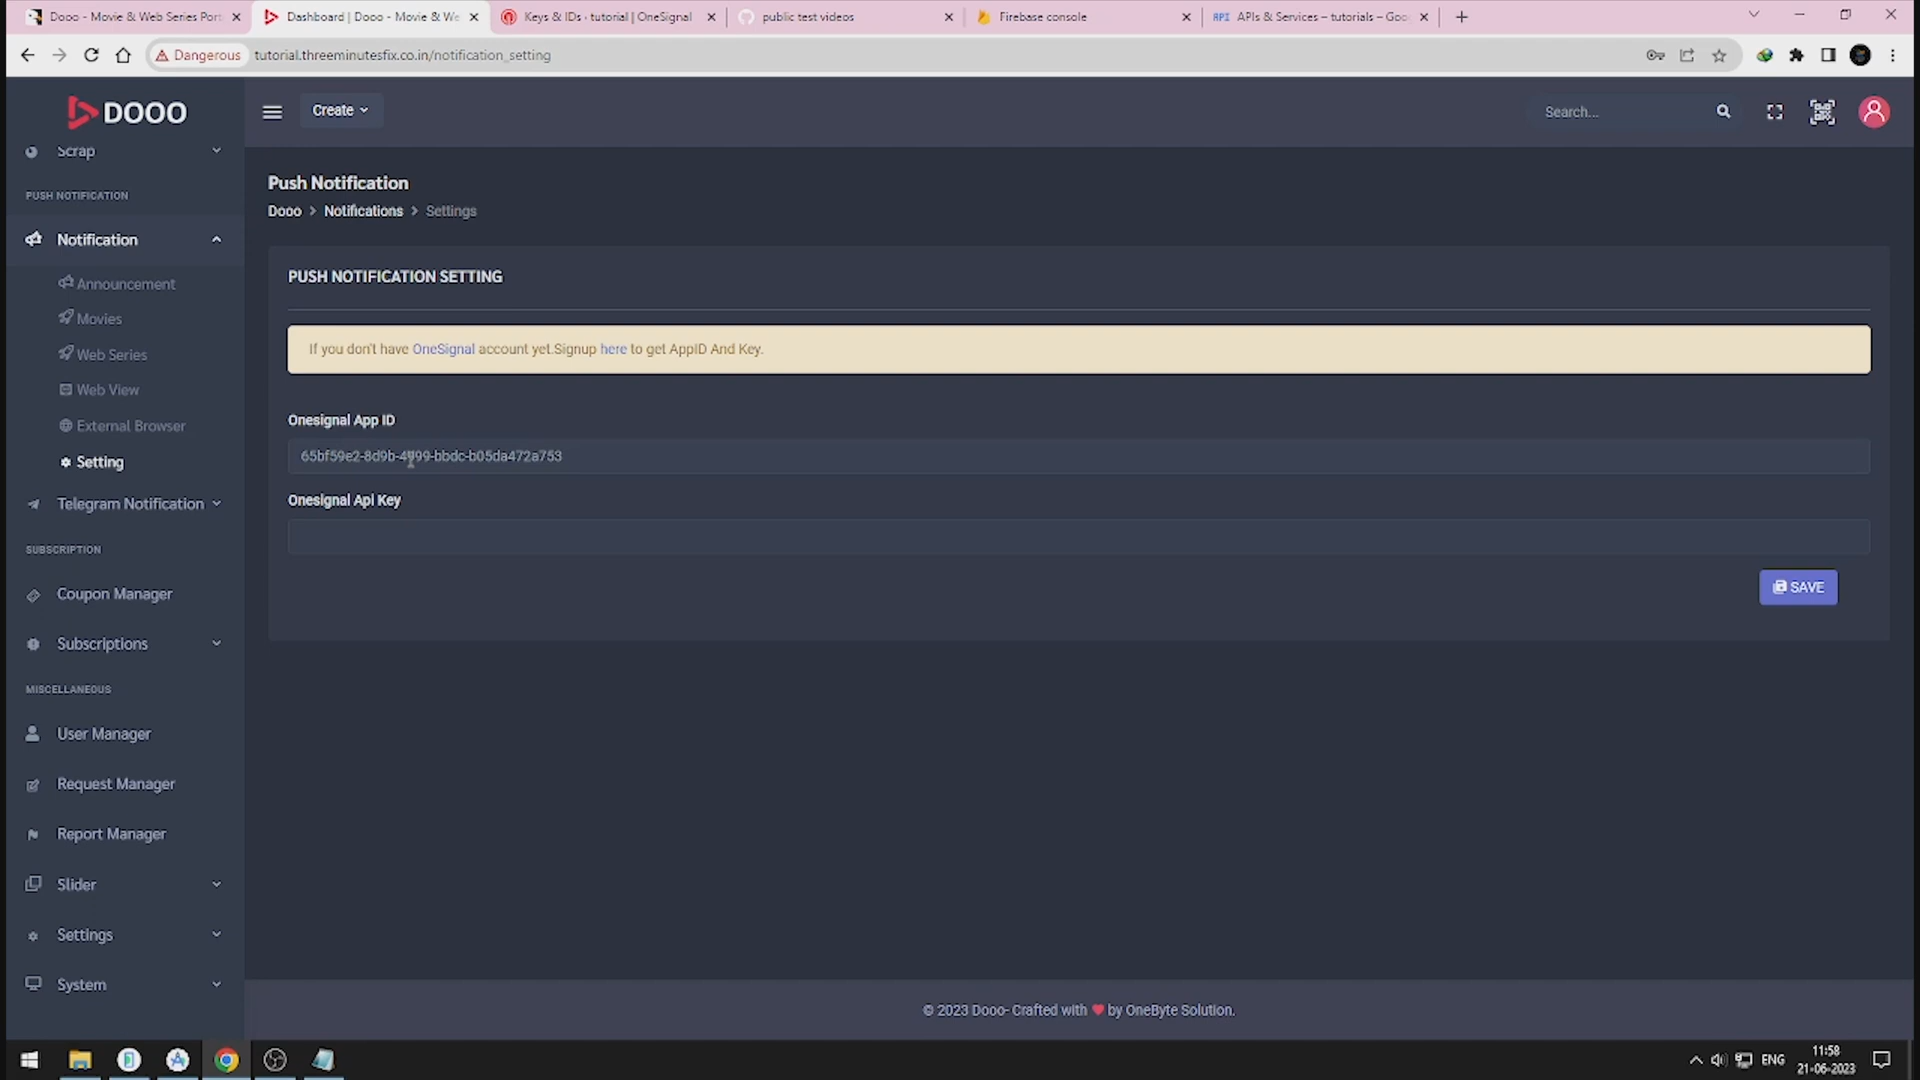 Dooo - Movie & Web Series Por
Dashboard | Dooo - Movie & We
Keys & IDs · tutorial | OneSignal
public test videos
Firebase console
API APIs & Services – tutorials – Goo
Dangerous
tutorial.threeminutesfix.co.in/notification_setting
DOOO
Create
Search...
Scrap
PUSH NOTIFICATION
Notification
Announcement
Movies
Web Series
Web View
External Browser
Setting
Telegram Notification
SUBSCRIPTION
Coupon Manager
Subscriptions
MISCELLANEOUS
User Manager
Request Manager
Report Manager
Slider
Settings
System
Push Notification
Dooo > Notifications > Settings
PUSH NOTIFICATION SETTING
If you don't have OneSignal account yet.Signup here to get AppID And Key.
Onesignal App ID
65bf59e2-8d9b-4999-bbdc-b05da472a753
Onesignal Api Key
SAVE
© 2023 Dooo- Crafted with ❤ by OneByte Solution.
ENG
11:58
21-06-2023